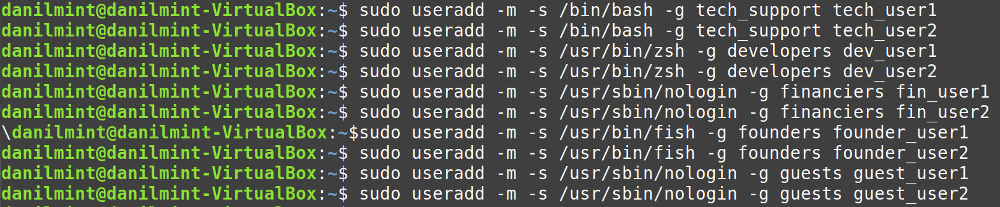 danilmint@danilmint-VirtualBox:~$ sudo useradd -m -s /bin/bash -g tech_support tech_user1
danilmint@danilmint-VirtualBox:~$ sudo useradd -m -s /bin/bash -g tech_support tech_user2
danilmint@danilmint-VirtualBox:~$ sudo useradd -m -s /usr/bin/zsh -g developers dev_user1
danilmint@danilmint-VirtualBox:~$ sudo useradd -m -s /usr/bin/zsh -g developers dev_user2
danilmint@danilmint-VirtualBox:~$ sudo useradd -m -s /usr/sbin/nologin -g financiers fin_user1
danilmint@danilmint-VirtualBox:~$ sudo useradd -m -s /usr/sbin/nologin -g financiers fin_user2
\danilmint@danilmint-VirtualBox:~$sudo useradd -m -s /usr/bin/fish -g founders founder_user1
danilmint@danilmint-VirtualBox:~$ sudo useradd -m -s /usr/bin/fish -g founders founder_user2
danilmint@danilmint-VirtualBox:~$ sudo useradd -m -s /usr/sbin/nologin -g guests guest_user1
danilmint@danilmint-VirtualBox:~$ sudo useradd -m -s /usr/sbin/nologin -g guests guest_user2